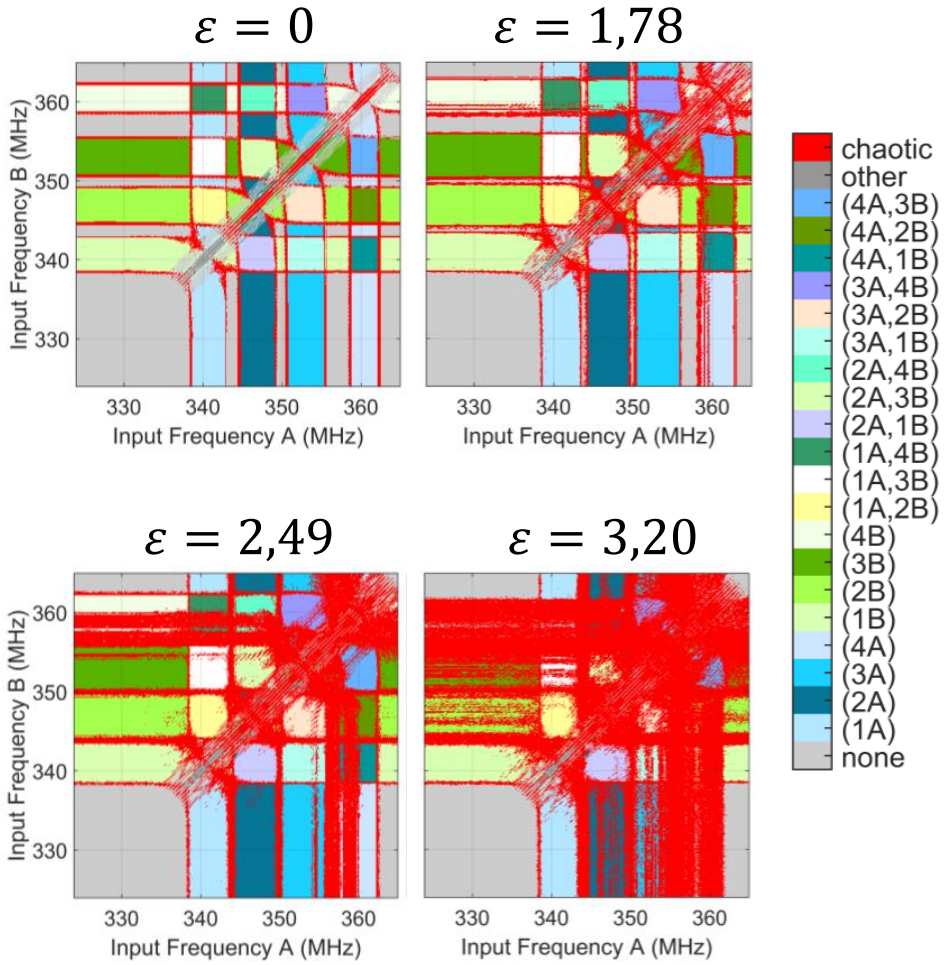 ε = 0
ε = 1,78
360
350
340
330
Input Frequency B (MHz)
330
340
350
360
Input Frequency A (MHz)
360
350
340
330
330
340
350
360
Input Frequency A (MHz)
ε = 2,49
ε = 3,20
360
350
340
330
Input Frequency B (MHz)
330
340
350
360
Input Frequency A (MHz)
360
350
340
330
330
340
350
360
Input Frequency A (MHz)
chaotic
other
(4A,3B)
(4A,2B)
(4A,1B)
(3A,4B)
(3A,2B)
(3A,1B)
(2A,4B)
(2A,3B)
(2A,1B)
(1A,4B)
(1A,3B)
(1A,2B)
4B)
3B)
2B)
1B)
4A)
3A)
2A)
(1A)
none